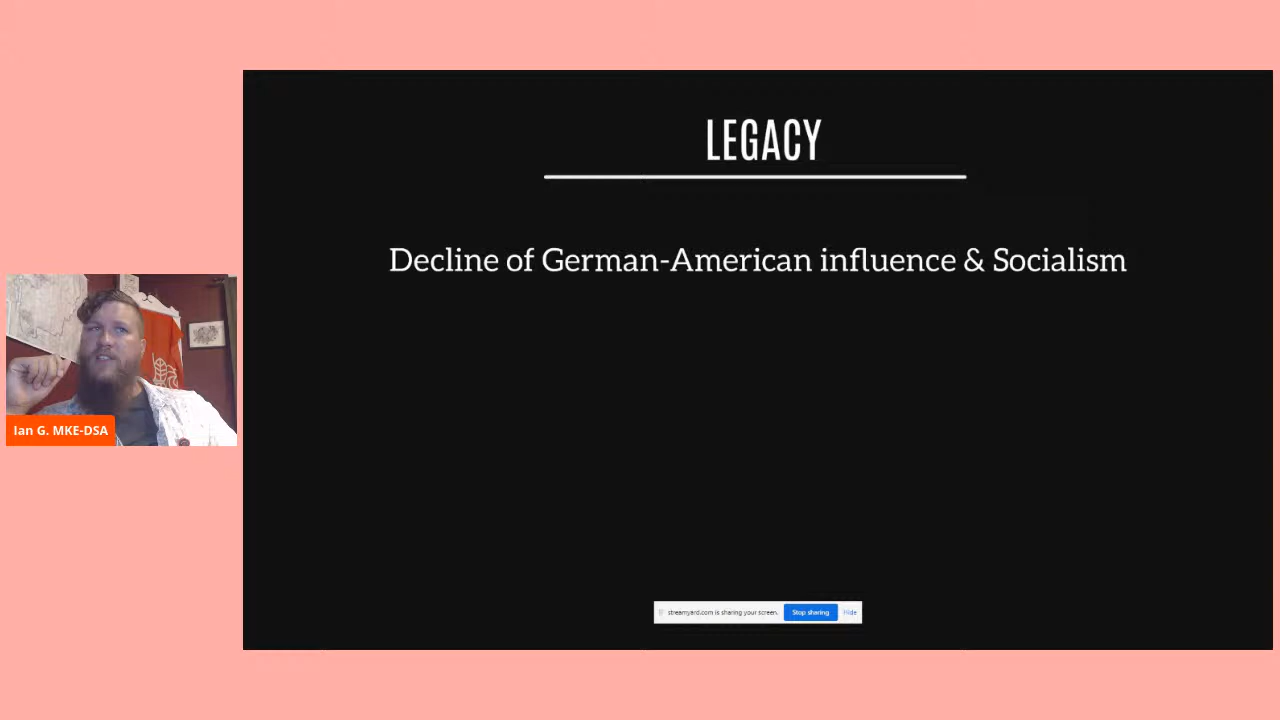 LEGACY
Decline of German-American influence & Socialism
Ian G. MKE-DSA
streamyard.com is sharing your screen. Stop sharing Hide